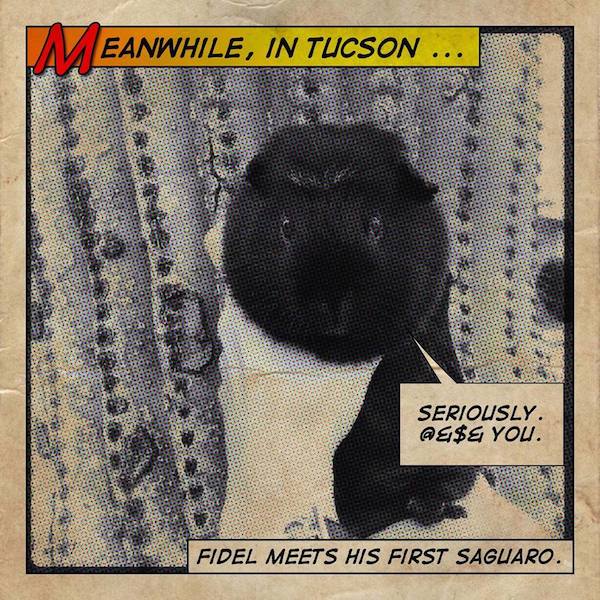 MEANWHILE, IN TUCSON ...
SERIOUSLY.
@&$& YOU.
FIDEL MEETS HIS FIRST SAGUARO.